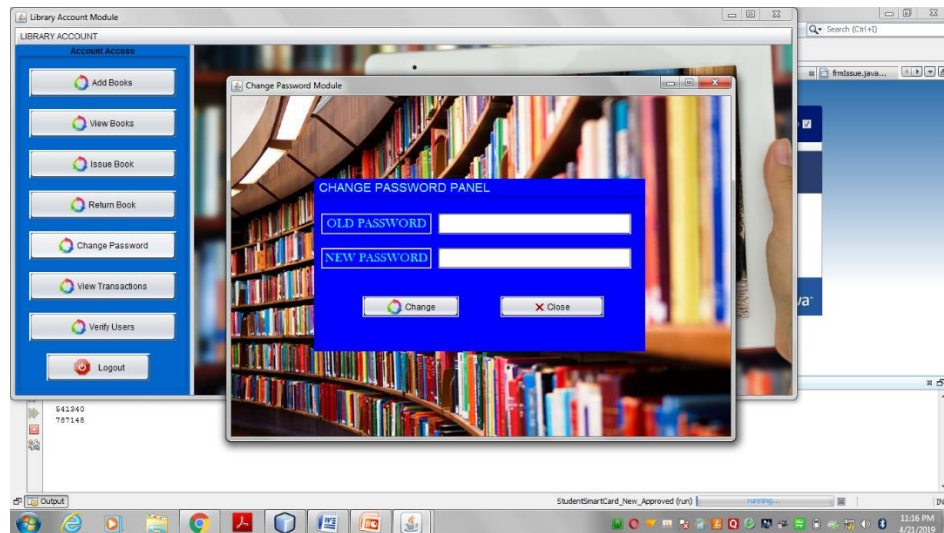 Library Account Module
LIBRARY ACCOUNT
Account Access
Add Books
View Books
Issue Book
Return Book
Change Password
View Transactions
Verify Users
Logout
Change Password Module
CHANGE PASSWORD PANEL
OLD PASSWORD
NEW PASSWORD
Change
Close
Search (Ctrl+I)
frmIssue.java...
541340
787148
Output
StudentSmartCard_New_Approved (run)
running...
11:16 PM
4/21/2019